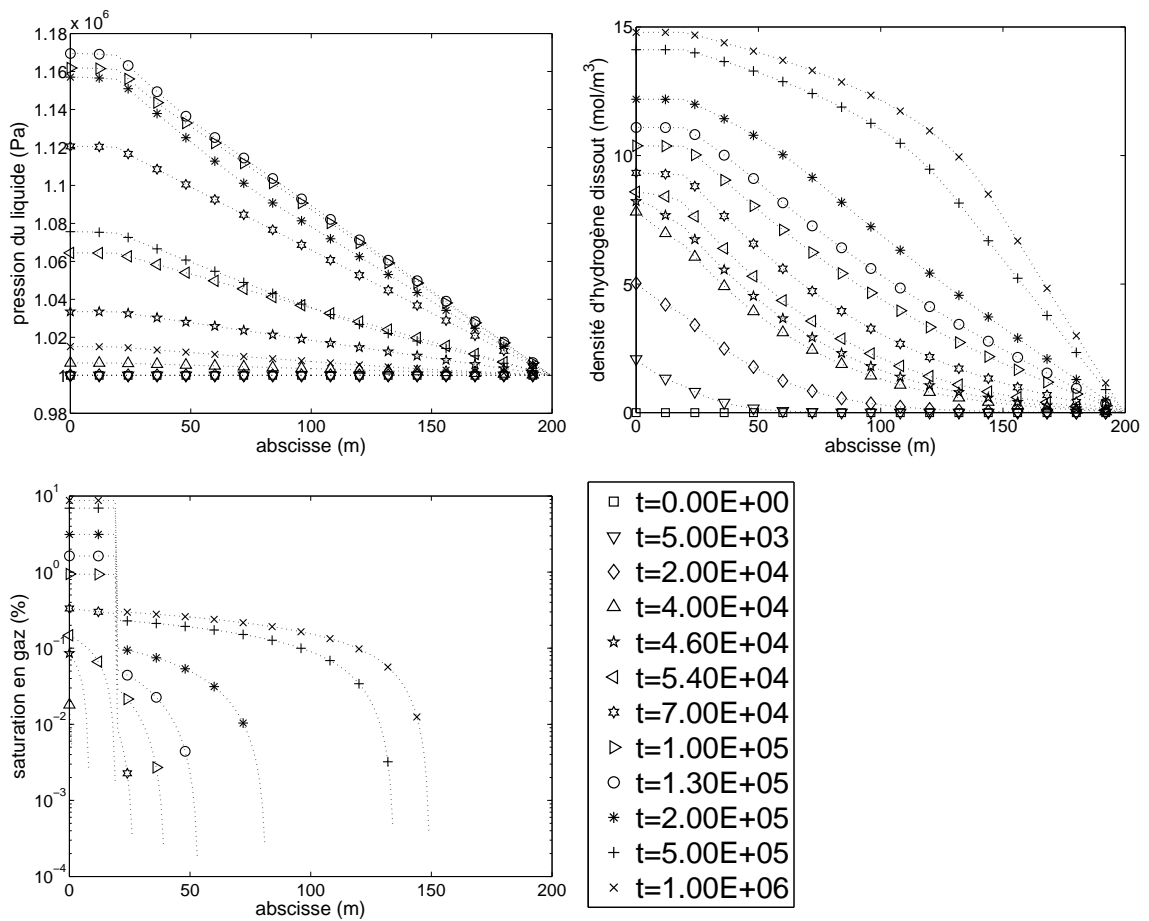 x 10^6
1.18
1.16
1.14
1.12
1.1
1.08
1.06
1.04
1.02
1
0.98
0
50
100
150
200
pression du liquide (Pa)
abscisse (m)
15
10
5
0
0
50
100
150
200
densité d'hydrogène dissout (mol/m^3)
abscisse (m)
10^1
10^0
10^-1
10^-2
10^-3
10^-4
0
50
100
150
200
saturation en gaz (%)
abscisse (m)
t=0.00E+00
t=5.00E+03
t=2.00E+04
t=4.00E+04
t=4.60E+04
t=5.40E+04
t=7.00E+04
t=1.00E+05
t=1.30E+05
t=2.00E+05
t=5.00E+05
t=1.00E+06